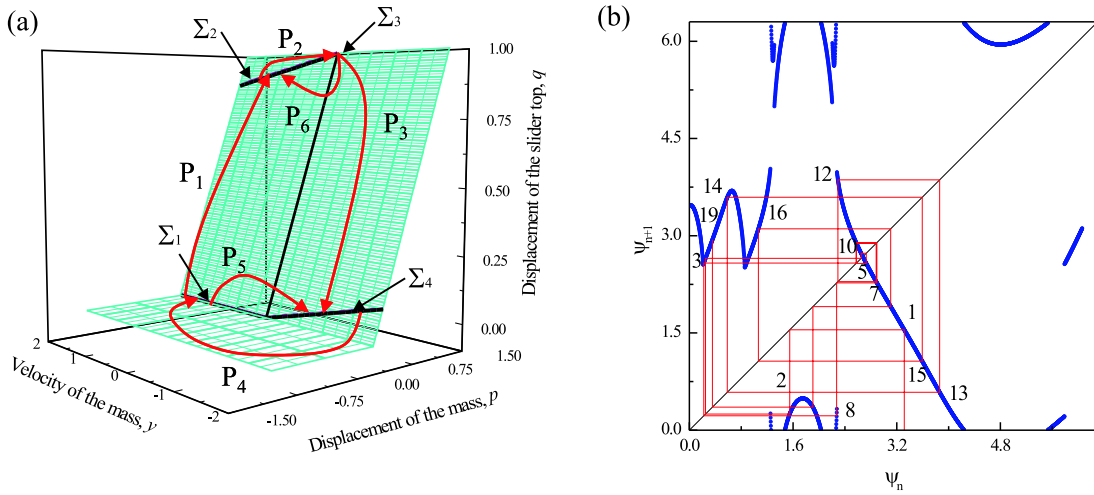 (a)
Σ2
P2
Σ3
P1
P6
P3
Σ1
P5
Σ4
P4
1.00
0.75
0.50
0.25
0.00
Displacement of the slider top, q
2
1
0
-1
-2
Velocity of the mass, y
-1.50
-0.75
0.00
0.75
1.50
Displacement of the mass, p
(b)
6.0
4.5
3.0
1.5
0.0
ψn+1
14
12
19
16
10
3
5
7
1
15
13
2
8
0.0
1.6
3.2
4.8
ψn